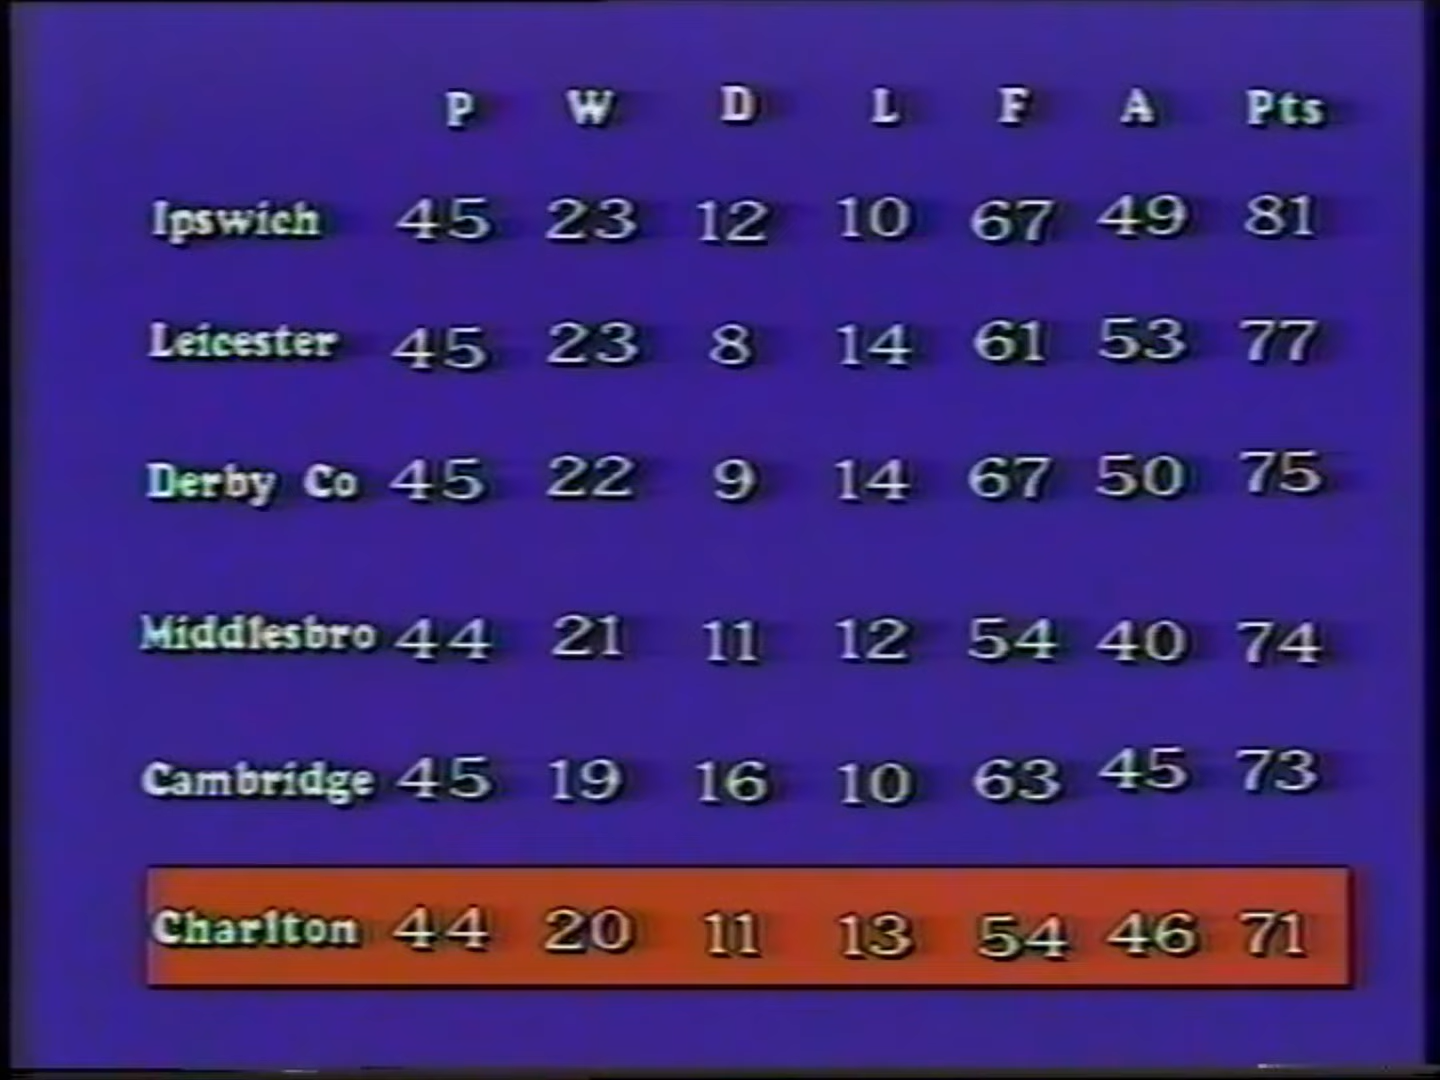 P W D L F A Pts
Ipswich 45 23 12 10 67 49 81
Leicester 45 23 8 14 61 53 77
Derby Co 45 22 9 14 67 50 75
Middlesbro 44 21 11 12 54 40 74
Cambridge 45 19 16 10 63 45 73
Charlton 44 20 11 13 54 46 71